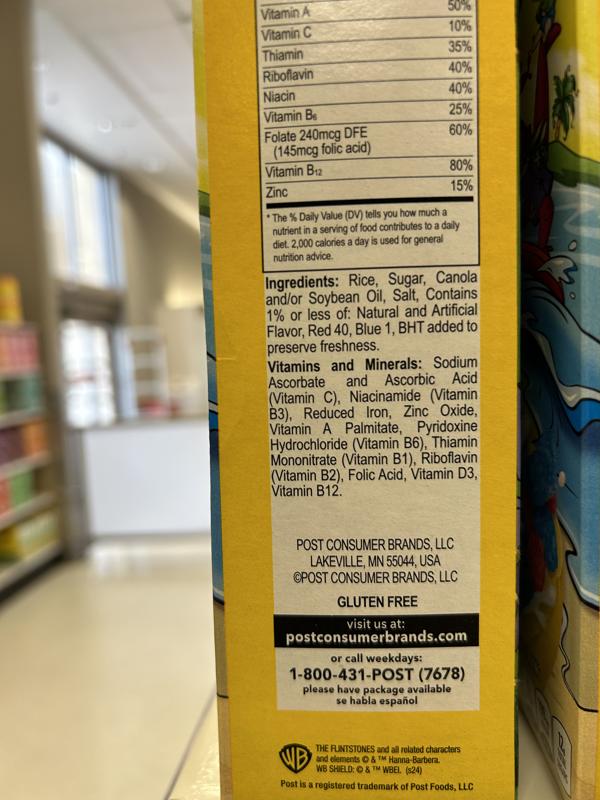 Vitamin A 50%
Vitamin C 10%
Thiamin 35%
Riboflavin 40%
Niacin 40%
Vitamin B₆ 25%
Folate 240mcg DFE 60%
(145mcg folic acid)
Vitamin B₁₂ 80%
Zinc 15%
* The % Daily Value (DV) tells you how much a
nutrient in a serving of food contributes to a daily
diet. 2,000 calories a day is used for general
nutrition advice.
Ingredients: Rice, Sugar, Canola
and/or Soybean Oil, Salt, Contains
1% or less of: Natural and Artificial
Flavor, Red 40, Blue 1, BHT added to
preserve freshness.
Vitamins and Minerals: Sodium
Ascorbate and Ascorbic Acid
(Vitamin C), Niacinamide (Vitamin
B3), Reduced Iron, Zinc Oxide,
Vitamin A Palmitate, Pyridoxine
Hydrochloride (Vitamin B6), Thiamin
Mononitrate (Vitamin B1), Riboflavin
(Vitamin B2), Folic Acid, Vitamin D3,
Vitamin B12.
POST CONSUMER BRANDS, LLC
LAKEVILLE, MN 55044, USA
©POST CONSUMER BRANDS, LLC
GLUTEN FREE
visit us at:
postconsumerbrands.com
or call weekdays:
1-800-431-POST (7678)
please have package available
se habla español
WB
THE FLINTSTONES and all related characters
and elements © & ™ Hanna-Barbera.
WB SHIELD: © & ™ WBEI. (s24)
Post is a registered trademark of Post Foods, LLC